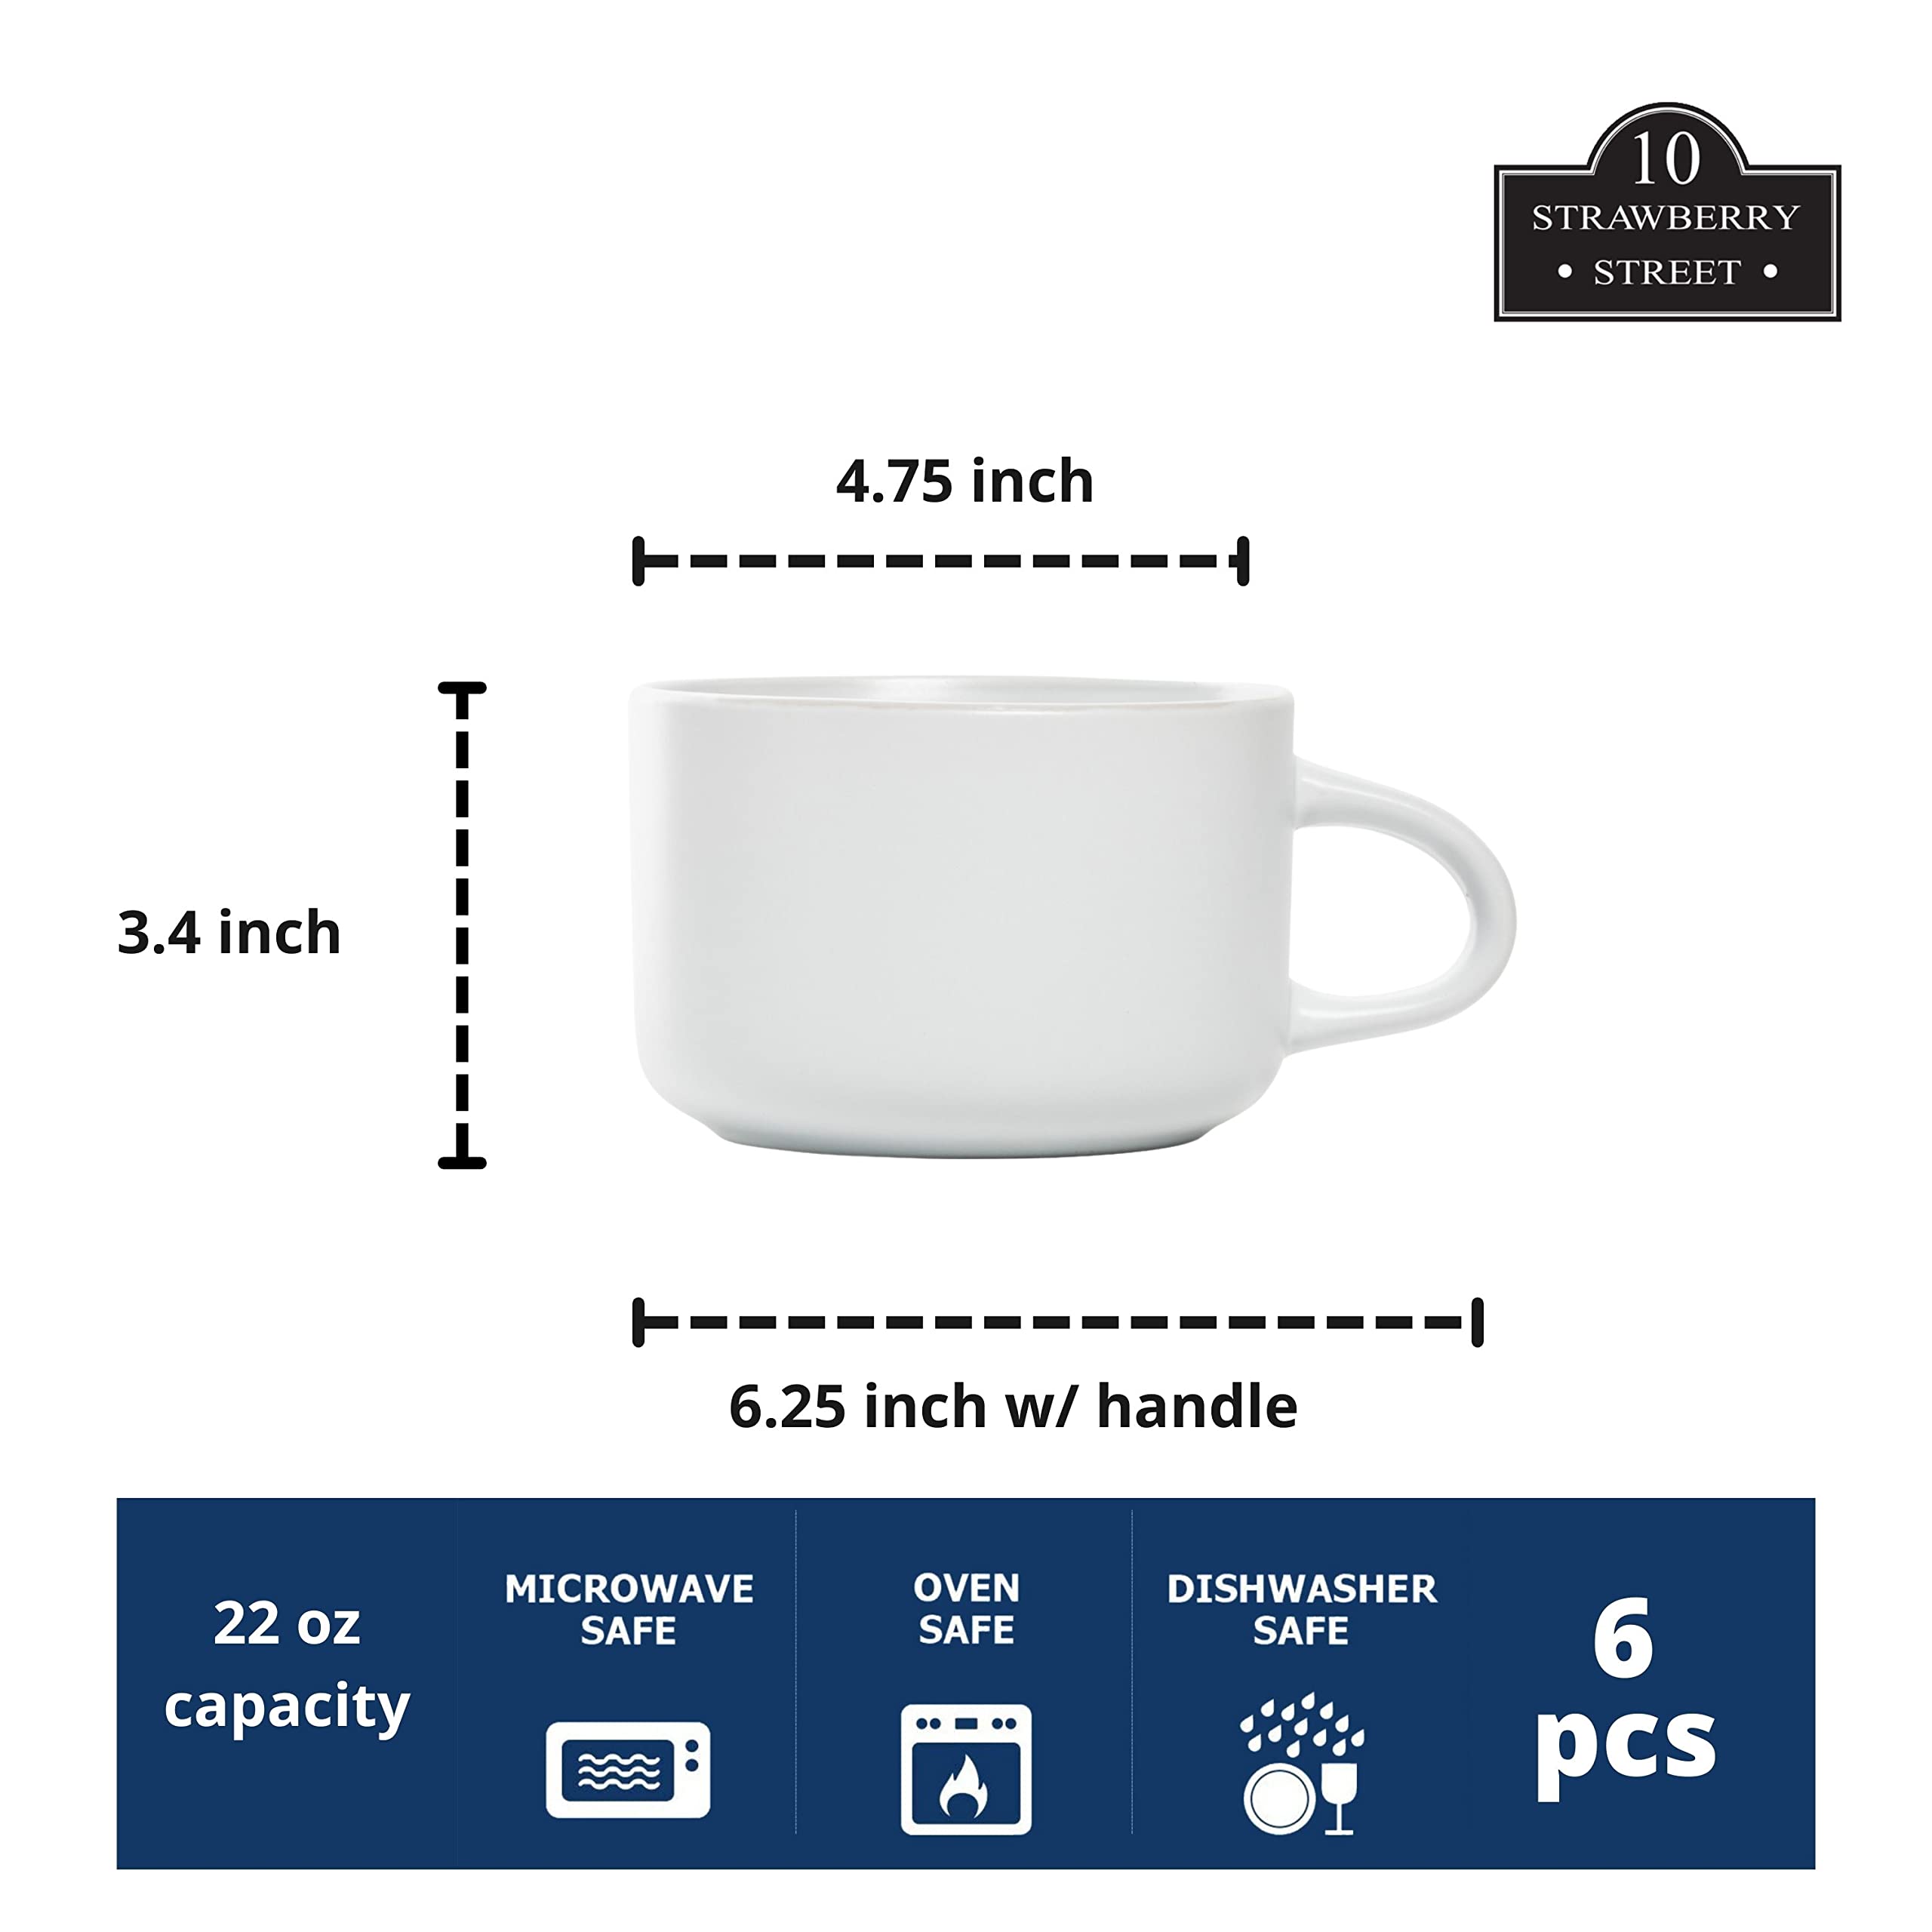 10
STRAWBERRY
• STREET •
4.75 inch
3.4 inch
6.25 inch w/ handle
22 oz
capacity
MICROWAVE
SAFE
OVEN
SAFE
DISHWASHER
SAFE
6
pcs